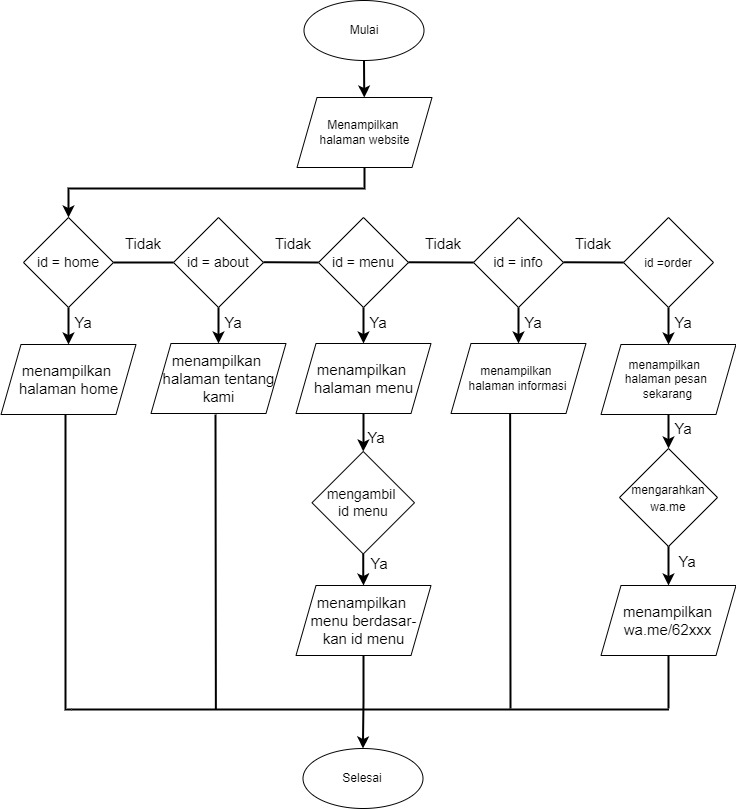 Mulai
Menampilkan
halaman website
Tidak
Tidak
Tidak
Tidak
id = home
id = about
id = menu
id = info
id =order
Ya
Ya
Ya
Ya
Ya
menampilkan
halaman home
menampilkan
halaman tentang
kami
menampilkan
halaman menu
menampilkan
halaman informasi
menampilkan
halaman pesan
sekarang
Ya
Ya
mengambil
id menu
mengarahkan
wa.me
Ya
Ya
menampilkan
menu berdasar-
kan id menu
menampilkan
wa.me/62xxx
Selesai